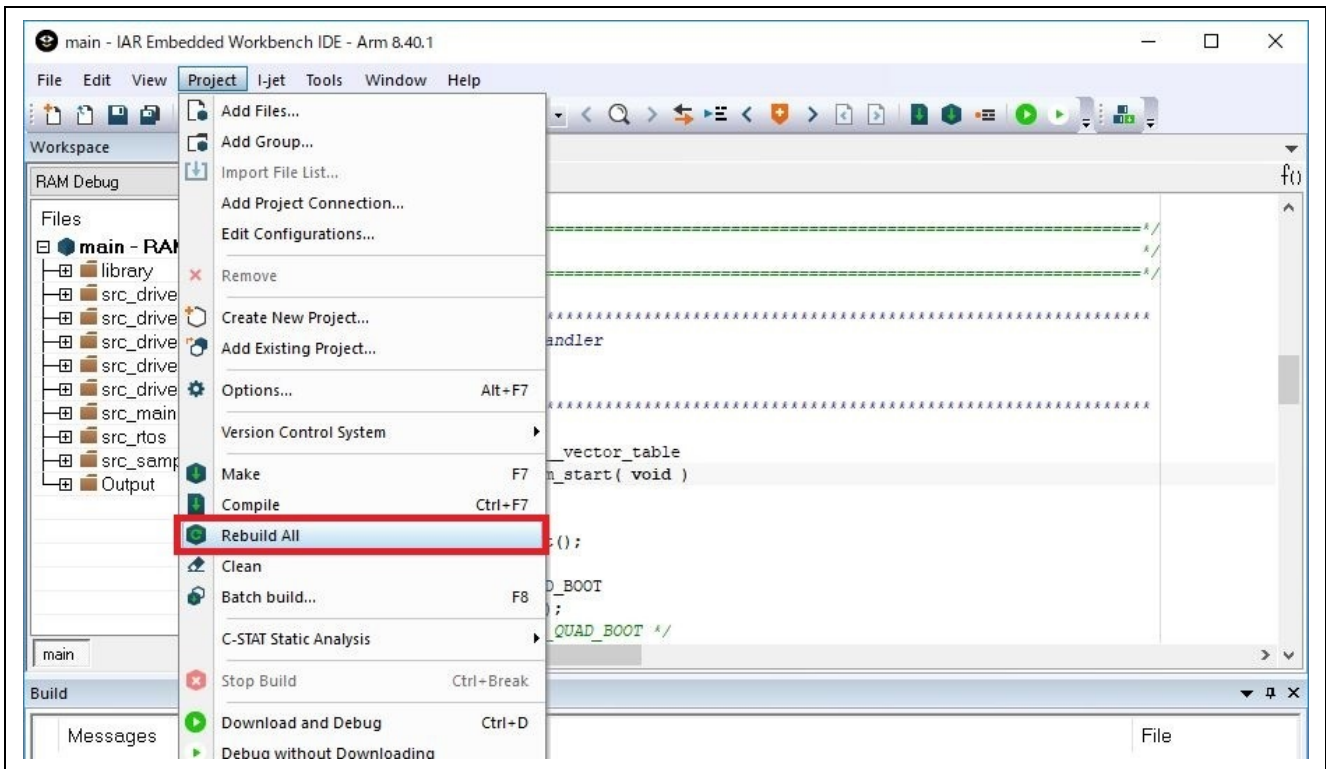 main - IAR Embedded Workbench IDE - Arm 8.40.1
File Edit View Project I-jet Tools Window Help
Workspace
RAM Debug
f()
Files
main - RAM
library
src_drive
src_drive
src_drive
src_drive
src_drive
src_main
src_rtos
src_samp
Output
main
Add Files...
Add Group...
Import File List...
Add Project Connection...
Edit Configurations...
Remove
Create New Project...
Add Existing Project...
Options... Alt+F7
Version Control System
Make F7
Compile Ctrl+F7
Rebuild All
Clean
Batch build... F8
C-STAT Static Analysis
Stop Build Ctrl+Break
Download and Debug Ctrl+D
Debug without Downloading
=============================================================*/
*/
=============================================================*/
**************************************************************
andler
**************************************************************
__vector_table
m_start( void )
t();
D_BOOT
);
_QUAD_BOOT */
Build
Messages File